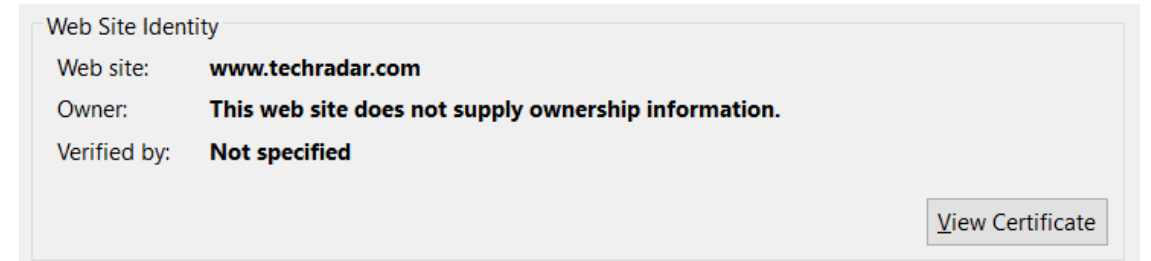 Web Site Identity
Web site: www.techradar.com
Owner: This web site does not supply ownership information.
Verified by: Not specified
View Certificate